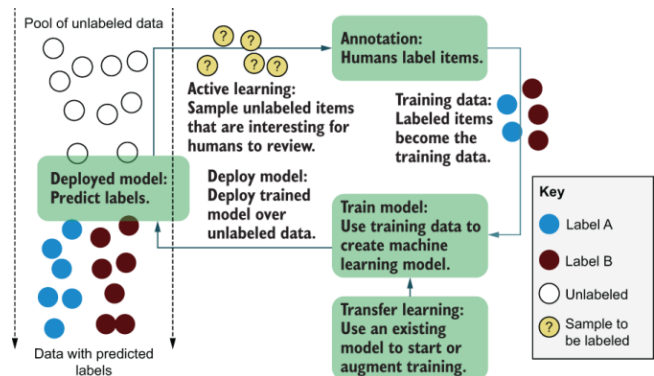 Pool of unlabeled data
?
?
?
?
?
Active learning:
Sample unlabeled items
that are interesting for
humans to review.
Annotation:
Humans label items.
Training data:
Labeled items
become the
training data.
Deployed model:
Predict labels.
Deploy model:
Deploy trained
model over
unlabeled data.
Train model:
Use training data to
create machine
learning model.
Transfer learning:
Use an existing
model to start or
augment training.
Data with predicted
labels
Key
Label A
Label B
Unlabeled
?
Sample to
be labeled